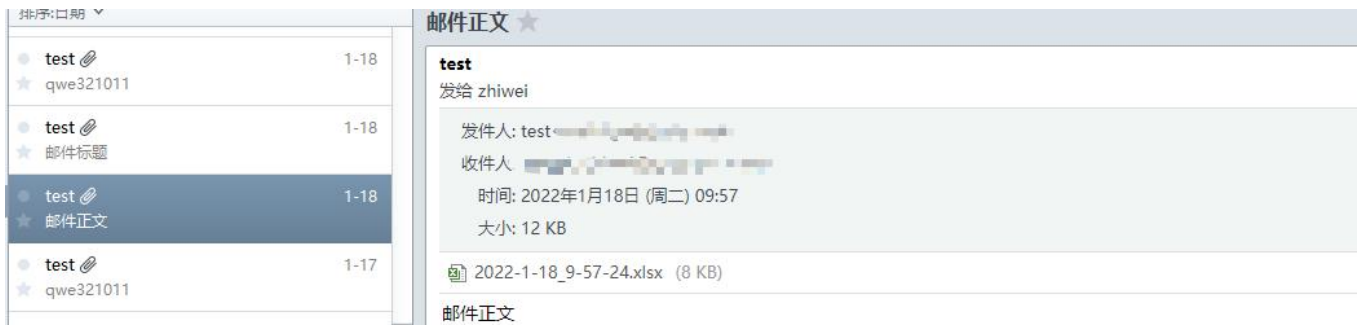 排序:日期
test 1-18
qwe321011
test 1-18
邮件标题
test 1-18
邮件正文
test 1-17
qwe321011
邮件正文
test
发给 zhiwei
发件人: test
收件人
时间: 2022年1月18日 (周二) 09:57
大小: 12 KB
2022-1-18_9-57-24.xlsx (8 KB)
邮件正文